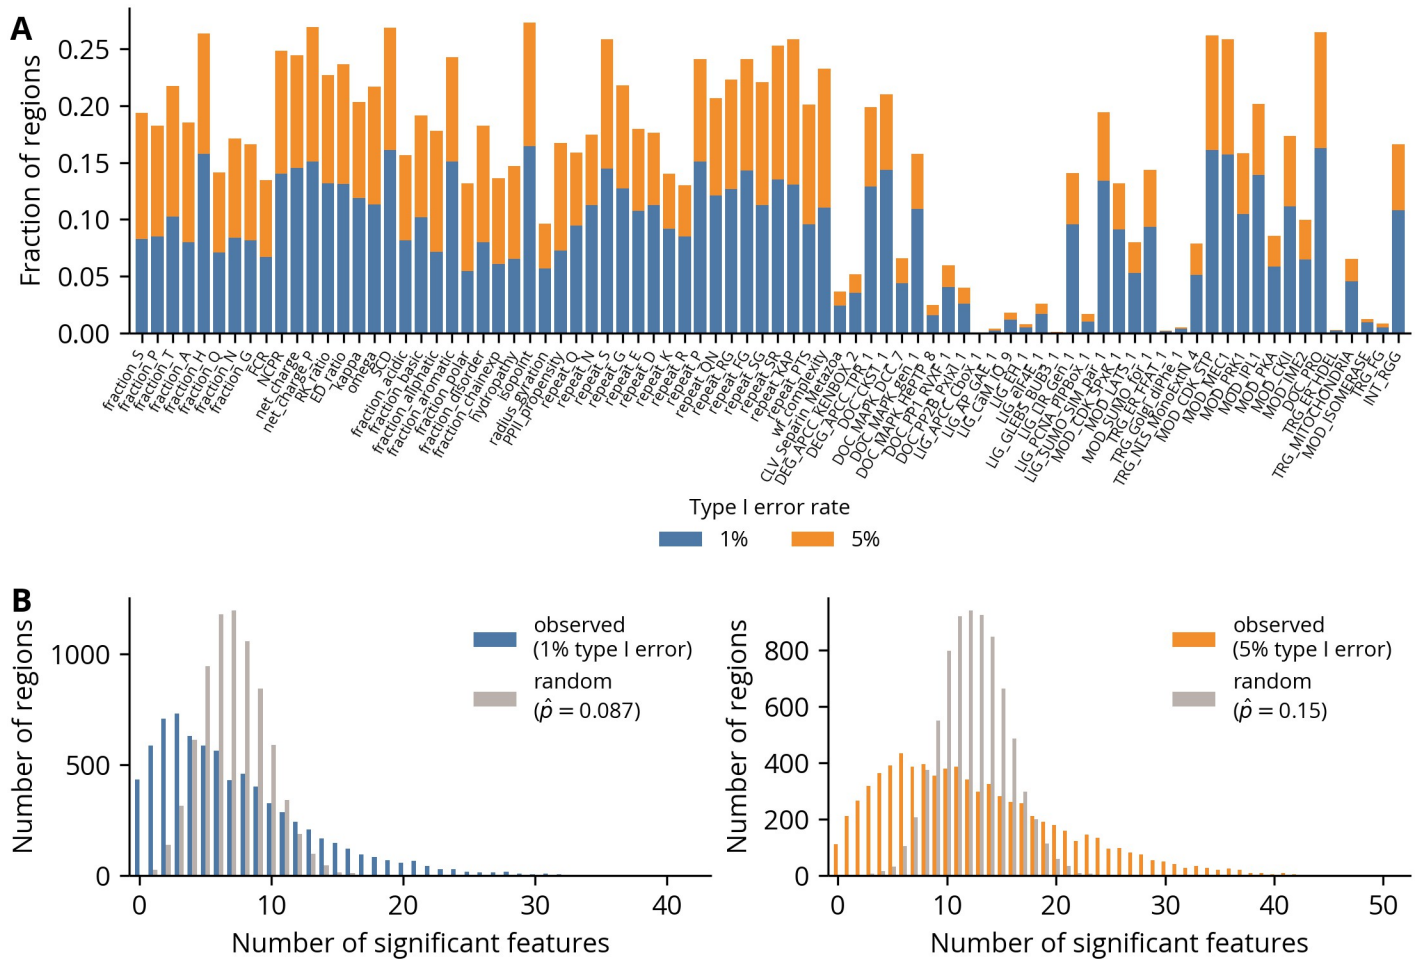 A
Fraction of regions
0.25
0.20
0.15
0.10
0.05
0.00
fraction_S
fraction_P
fraction_T
fraction_A
fraction_H
fraction_Q
fraction_N
fraction_G
FCR
NCPR
net_charge
net_charge_P
RK_ratio
ED_ratio
kappa
omega
SCD
fraction_acidic
fraction_basic
fraction_aliphatic
fraction_aromatic
fraction_polar
fraction_disorder
fraction_chainexp
hydropathy
isopoint
radius_gyration
PPII_propensity
repeat_Q
repeat_N
repeat_S
repeat_G
repeat_E
repeat_D
repeat_K
repeat_R
repeat_P
repeat_QN
repeat_RG
repeat_FG
repeat_SG
repeat_SR
repeat_KAP
repeat_PTS
wf_complexity
CLV_Separin_Metazoa
DEG_APCC_KENBOX_2
DEG_APCC_TPR_1
DOC_CKS1_1
DOC_MAPK_DCC_7
DOC_MAPK_gen_1
DOC_MAPK_HePTP_8
DOC_PP1_RVXF_1
DOC_PP2B_PxIxI_1
LIG_APCC_Cbox_1
LIG_AP_GAE_1
LIG_CaM_IQ_9
LIG_EH_1
LIG_eIF4E_1
LIG_GLEBS_BUB3_1
LIG_LIR_Gen_1
LIG_PCNA_PIPBox_1
LIG_SUMO_SIM_par_1
MOD_CDK_SPxK_1
MOD_LATS_1
MOD_SUMO_for_1
TRG_ER_FFAT_1
TRG_Golgi_diPhe_1
TRG_NLS_MonoExtN_4
MOD_CDK_STP
MOD_MEC1
MOD_PRK1
MOD_IPL1
MOD_PKA
MOD_CKII
MOD_IME2
DOC_PRO
TRG_ER_HDEL
TRG_MITOCHONDRIA
MOD_ISOMERASE
TRG_FG
INT_RGG
Type I error rate
1%
5%
B
Number of regions
1000
500
0
observed
(1% type I error)
random
(p̂ = 0.087)
0 10 20 30 40
Number of significant features
Number of regions
800
600
400
200
0
observed
(5% type I error)
random
(p̂ = 0.15)
0 10 20 30 40 50
Number of significant features